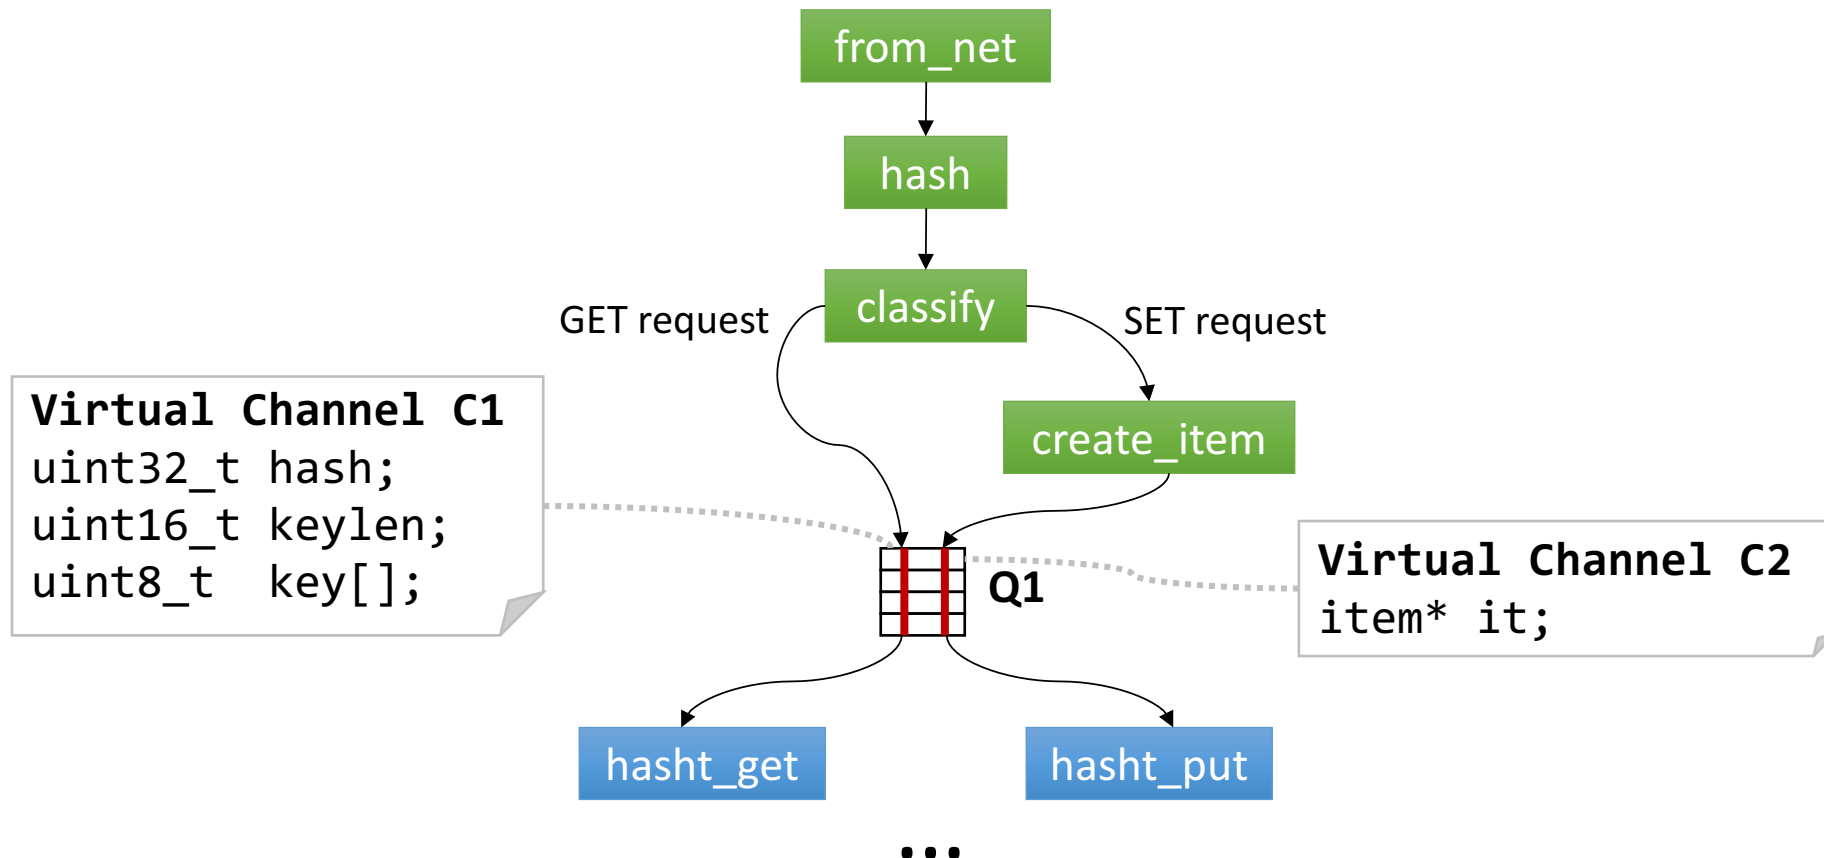 from_net
hash
classify
GET request
SET request
create_item
Virtual Channel C1
uint32_t hash;
uint16_t keylen;
uint8_t  key[];
Q1
Virtual Channel C2
item* it;
hasht_get
hasht_put
...